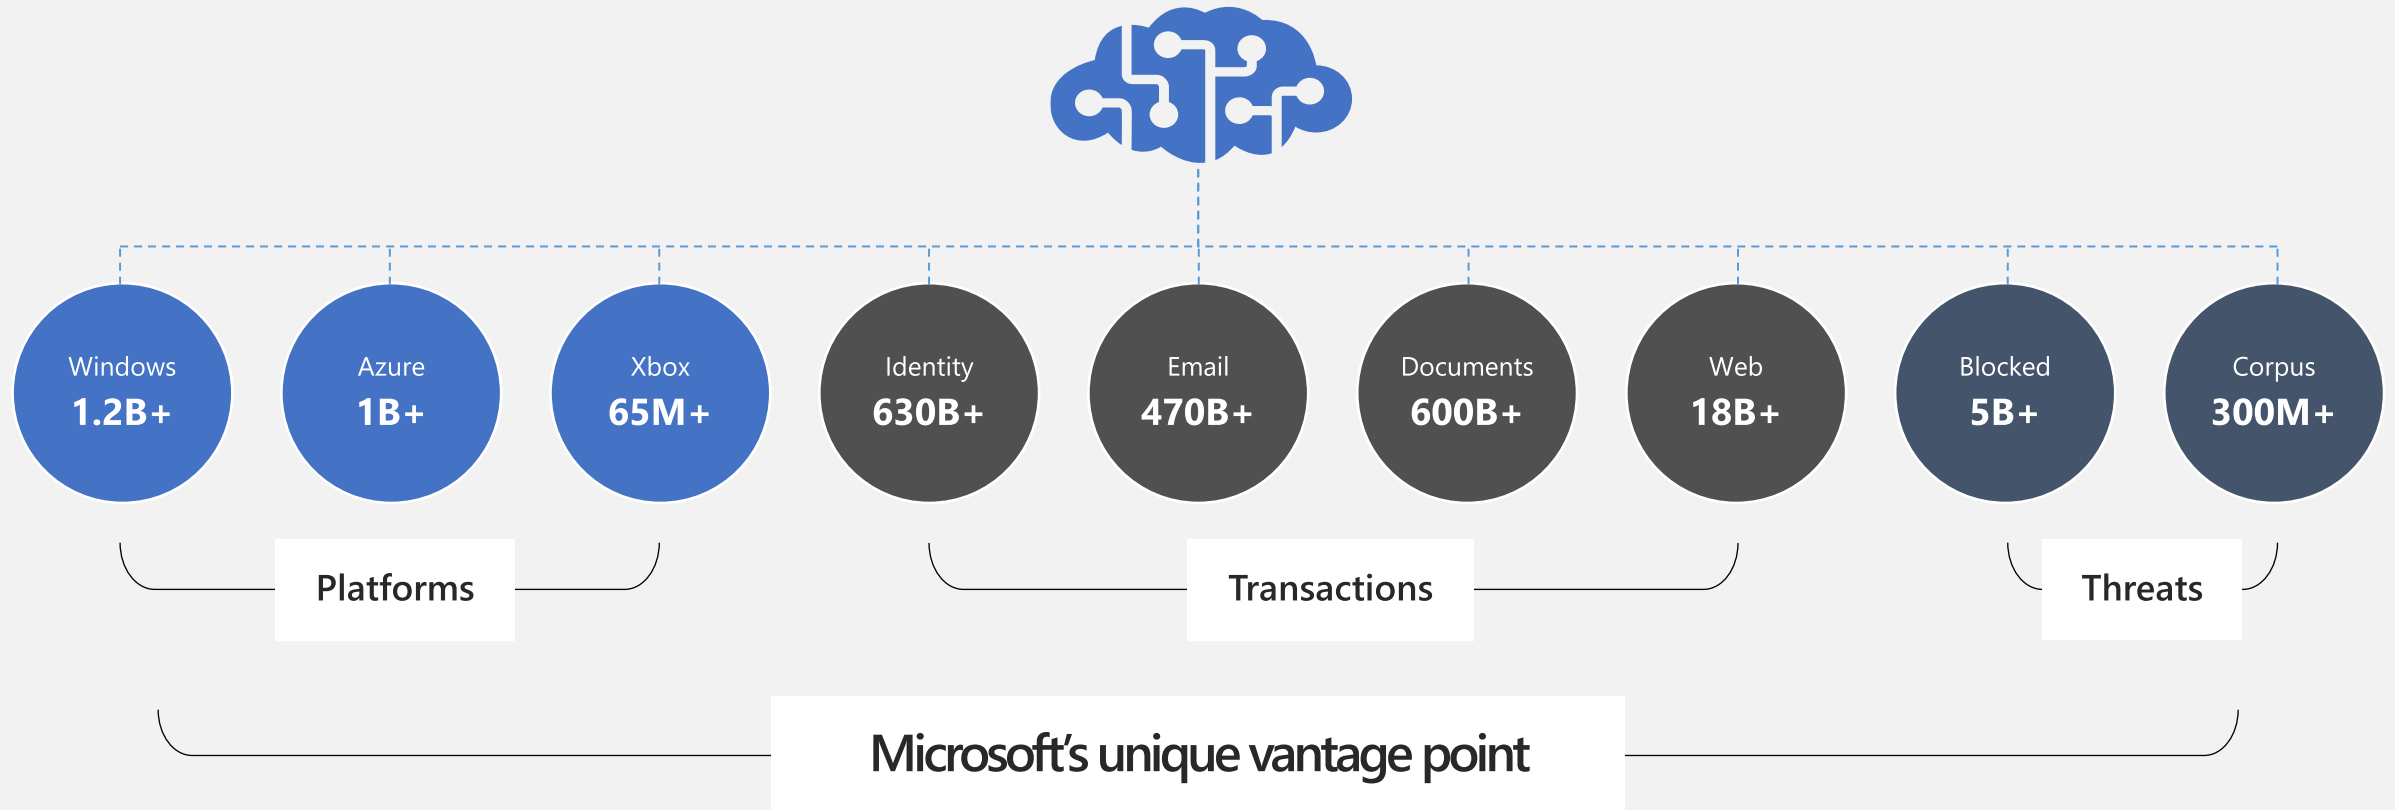 Windows
1.2B+
Azure
1B+
Xbox
65M+
Identity
630B+
Email
470B+
Documents
600B+
Web
18B+
Blocked
5B+
Corpus
300M+
Platforms
Transactions
Threats
Microsoft’s unique vantage point